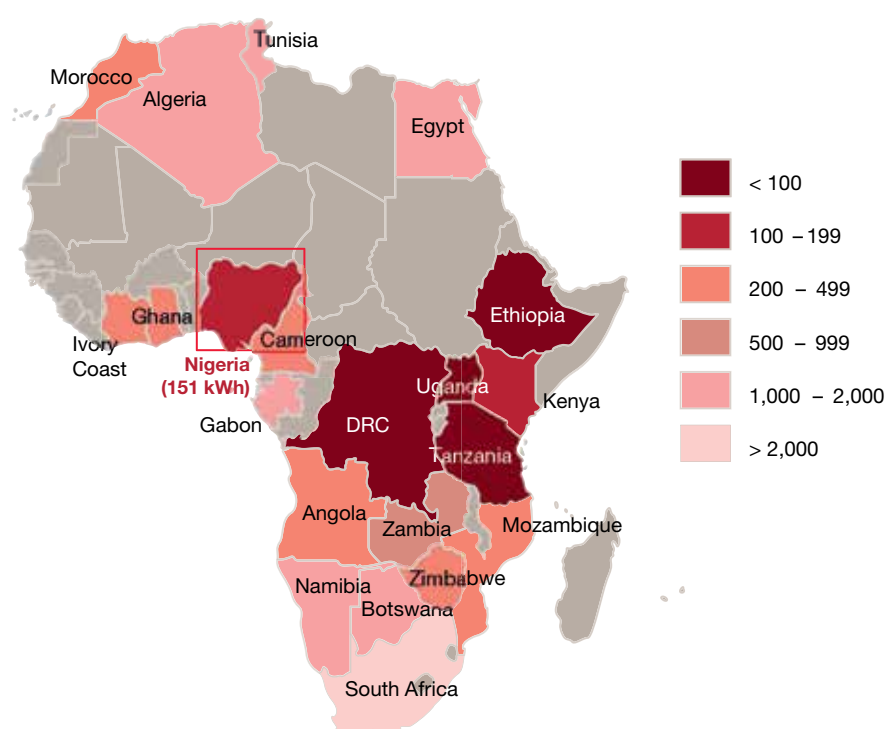 Tunisia
Morocco
Algeria
Egypt
< 100
100 – 199
200 – 499
500 – 999
1,000 – 2,000
> 2,000
Ethiopia
Ghana
Cameroon
Ivory
Coast
Nigeria
(151 kWh)
Uganda
Kenya
Gabon
DRC
Tanzania
Angola
Zambia
Mozambique
Zimbabwe
Namibia
Botswana
South Africa